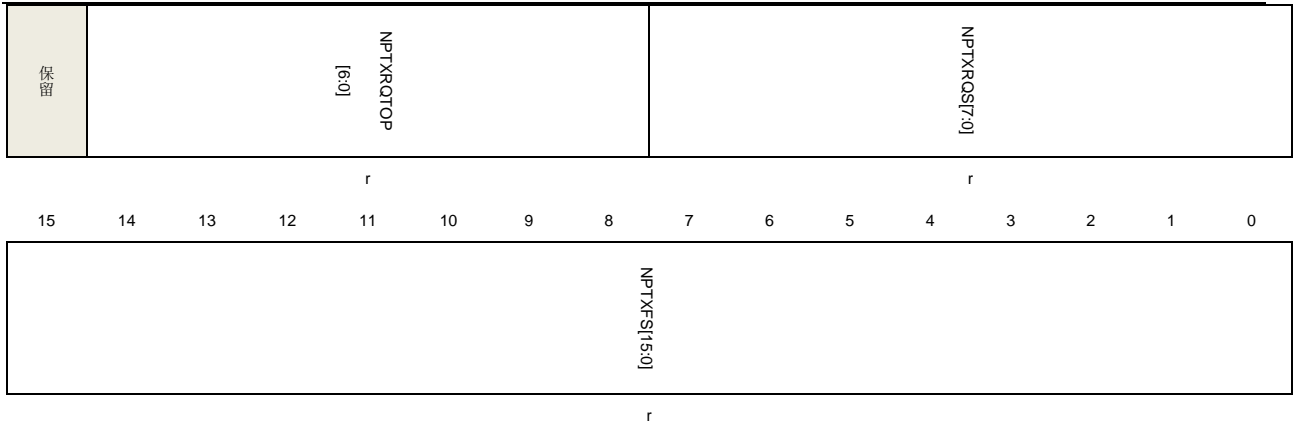 保留
NPTXRQTOP
[6:0]
NPTXRQS[7:0]
r r
15 14 13 12 11 10 9 8 7 6 5 4 3 2 1 0
NPTXFS[15:0]
r